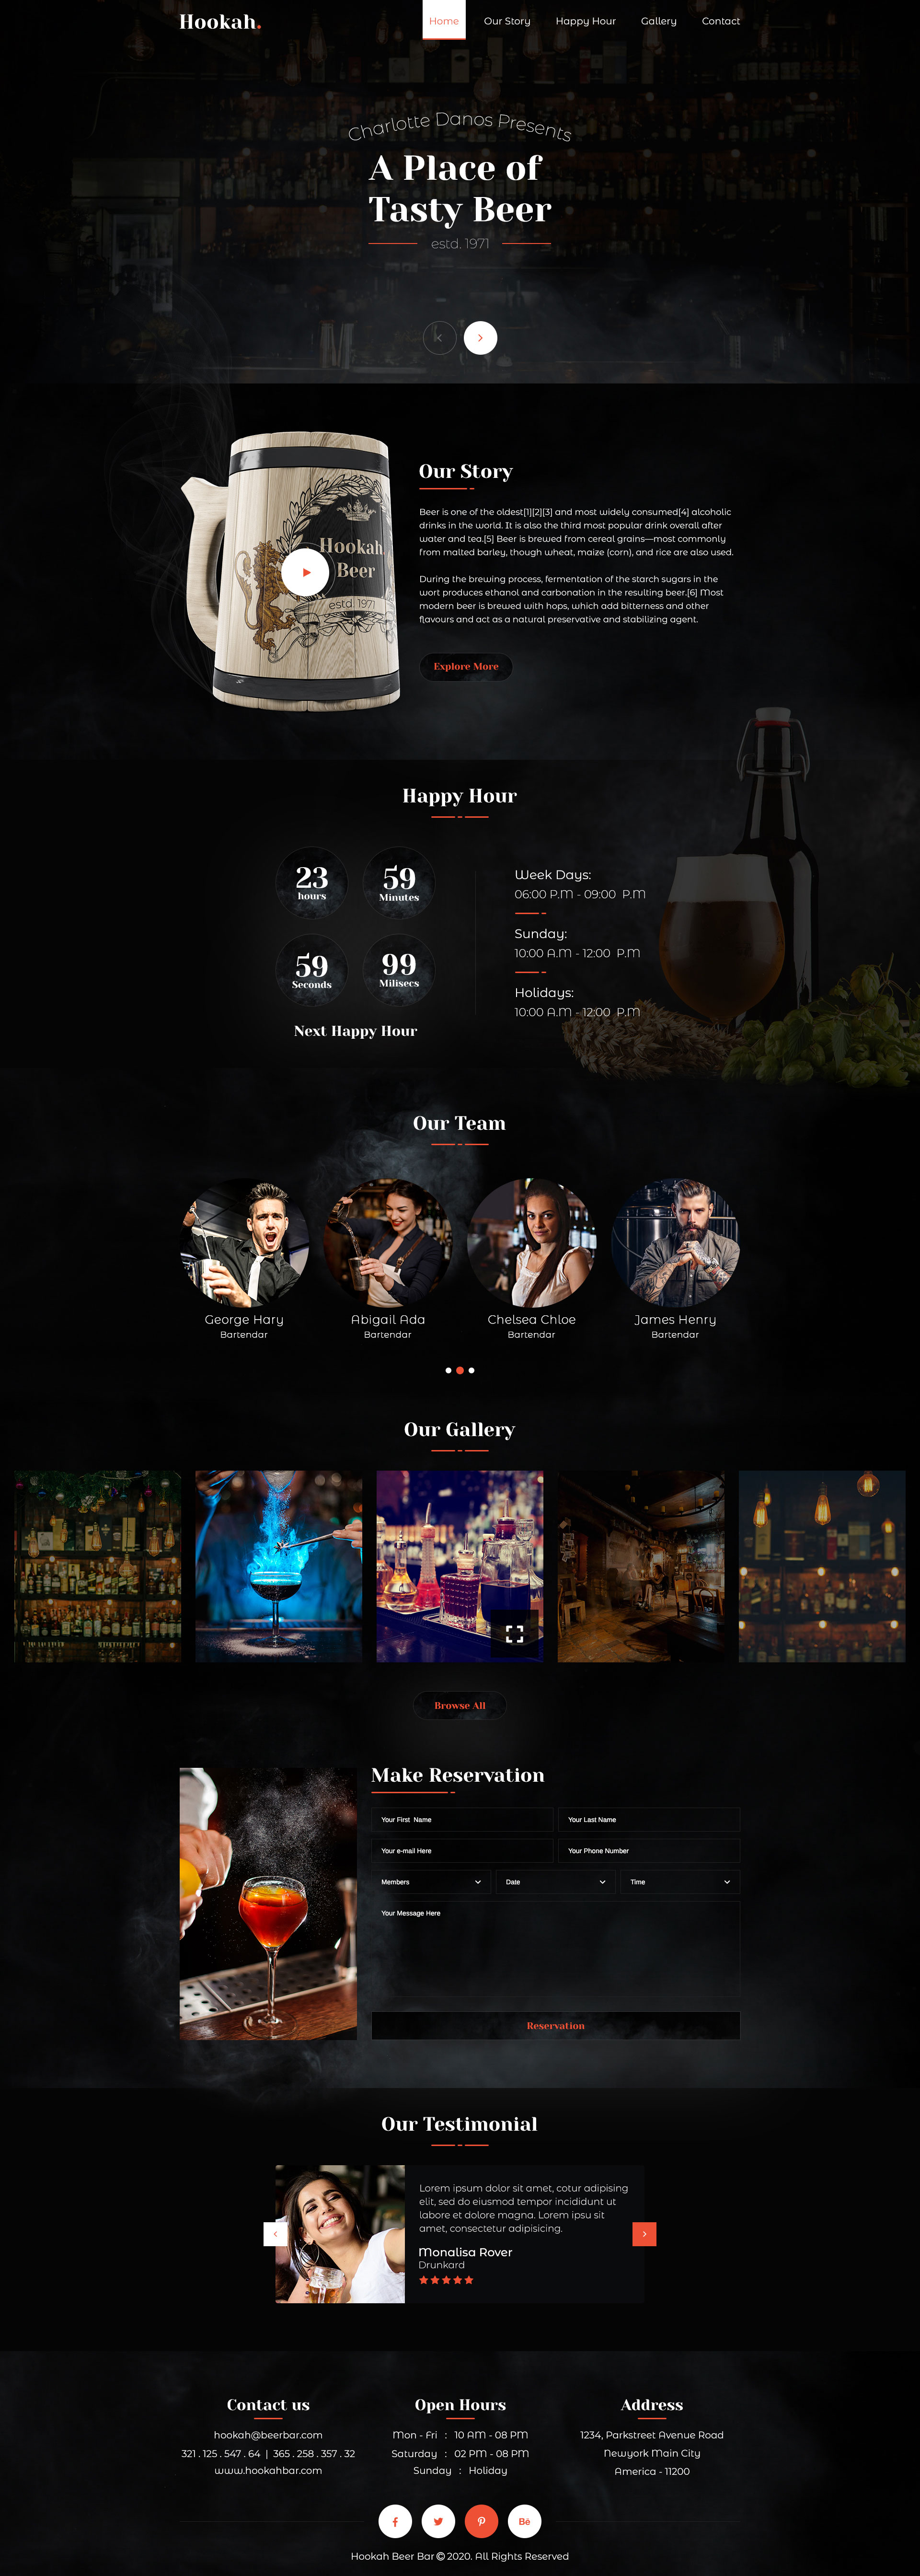 Hookah.
Home Our Story Happy Hour Gallery Contact
Charlotte Danos Presents
A Place of
Tasty Beer
estd. 1971
Our Story
Beer is one of the oldest[1][2][3] and most widely consumed[4] alcoholic
drinks in the world. It is also the third most popular drink overall after
water and tea.[5] Beer is brewed from cereal grains—most commonly
from malted barley, though wheat, maize (corn), and rice are also used.
During the brewing process, fermentation of the starch sugars in the
wort produces ethanol and carbonation in the resulting beer.[6] Most
modern beer is brewed with hops, which add bitterness and other
flavours and act as a natural preservative and stabilizing agent.
Explore More
Hookah
Beer
estd 1971
Happy Hour
23
hours
59
Minutes
59
Seconds
99
Milisecs
Next Happy Hour
Week Days:
06:00 P.M - 09:00 P.M
Sunday:
10:00 A.M - 12:00 P.M
Holidays:
10:00 A.M - 12:00 P.M
Our Team
George Hary
Bartendar
Abigail Ada
Bartendar
Chelsea Chloe
Bartendar
James Henry
Bartendar
Our Gallery
Browse All
Make Reservation
Your First Name
Your Last Name
Your e-mail Here
Your Phone Number
Members
Date
Time
Your Message Here
Reservation
Our Testimonial
Lorem ipsum dolor sit amet, cotur adipising
elit, sed do eiusmod tempor incididunt ut
labore et dolore magna. Lorem ipsu sit
amet, consectetur adipisicing.
Monalisa Rover
Drunkard
Contact us
hookah@beerbar.com
321 . 125 . 547 . 64 | 365 . 258 . 357 . 32
www.hookahbar.com
Open Hours
Mon - Fri : 10 AM - 08 PM
Saturday : 02 PM - 08 PM
Sunday : Holiday
Address
1234, Parkstreet Avenue Road
Newyork Main City
America - 11200
Bē
Hookah Beer Bar © 2020. All Rights Reserved